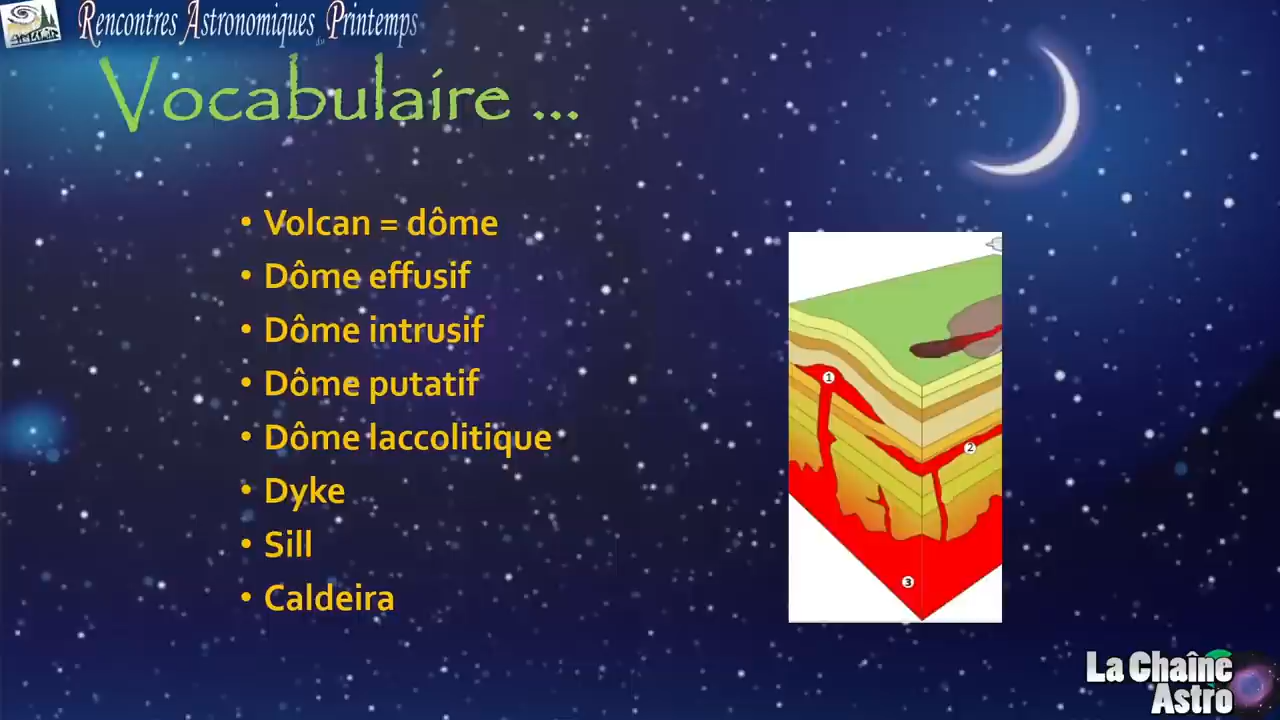 Rencontres Astronomiques du Printemps
Vocabulaire ...
• Volcan = dôme
• Dôme effusif
• Dôme intrusif
• Dôme putatif
• Dôme laccolitique
• Dyke
• Sill
• Caldeira
1
2
3
La Chaîne
Astro